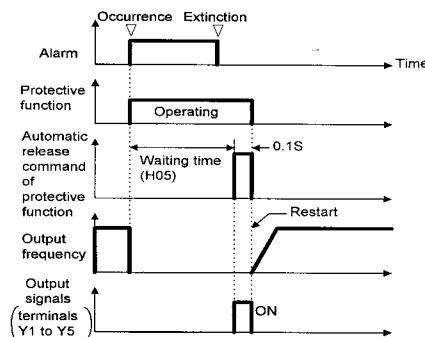 Occurrence Extinction
Alarm
Time
Protective
function
Operating
Automatic
release
command
of
protective
function
Waiting time
(H05)
0.1S
Restart
Output
frequency
Output
signals
(terminals
Y1 to Y5)
ON